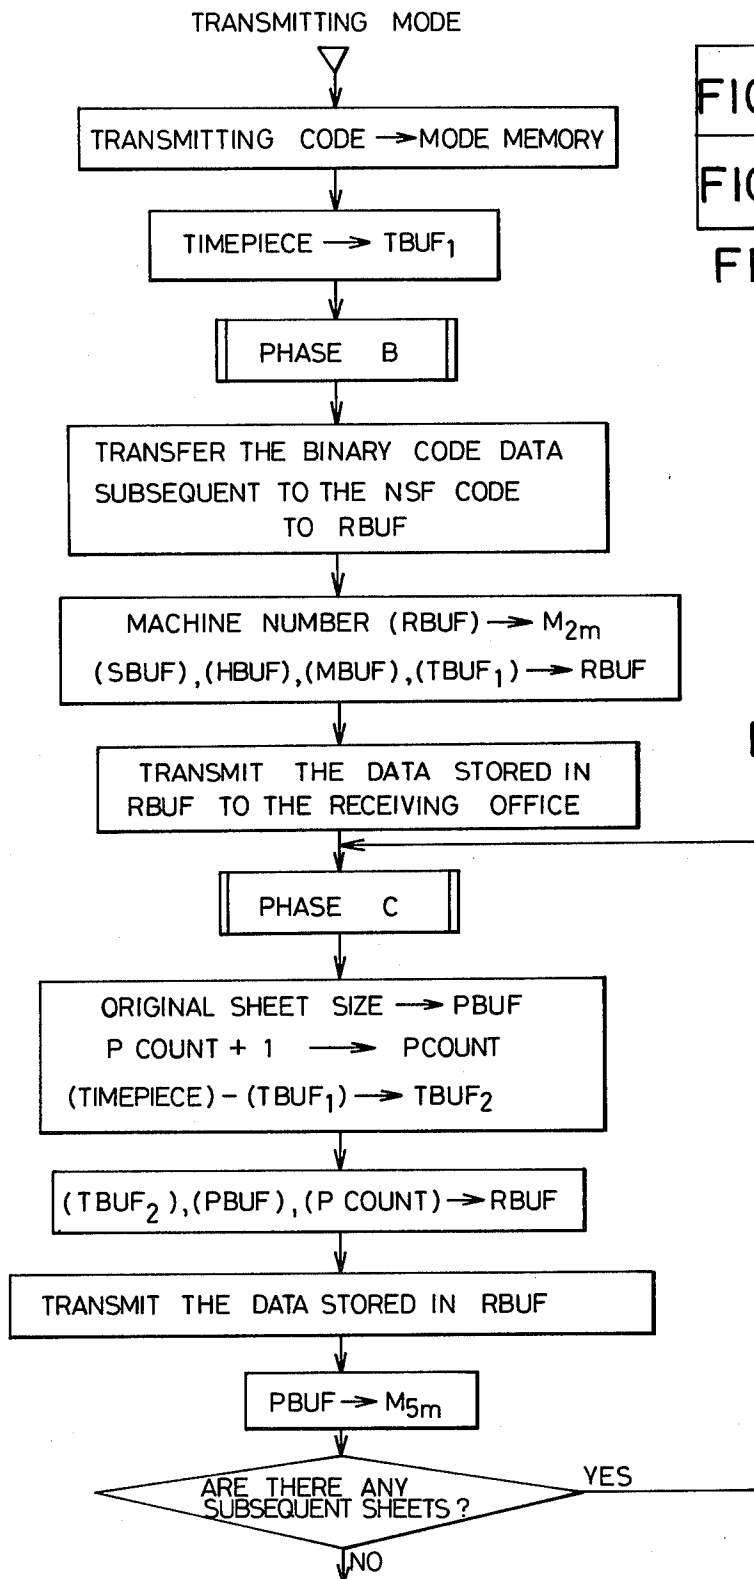 TRANSMITTING MODE
TRANSMITTING CODE → MODE MEMORY
TIMEPIECE → TBUF1
PHASE B
TRANSFER THE BINARY CODE DATA
SUBSEQUENT TO THE NSF CODE
TO RBUF
MACHINE NUMBER (RBUF) → M2m
(SBUF),(HBUF),(MBUF),(TBUF1) → RBUF
TRANSMIT THE DATA STORED IN
RBUF TO THE RECEIVING OFFICE
PHASE C
ORIGINAL SHEET SIZE → PBUF
P COUNT + 1 → PCOUNT
(TIMEPIECE) - (TBUF1) → TBUF2
(TBUF2),(PBUF),(P COUNT) → RBUF
TRANSMIT THE DATA STORED IN RBUF
PBUF → M5m
ARE THERE ANY
SUBSEQUENT SHEETS?
YES
NO